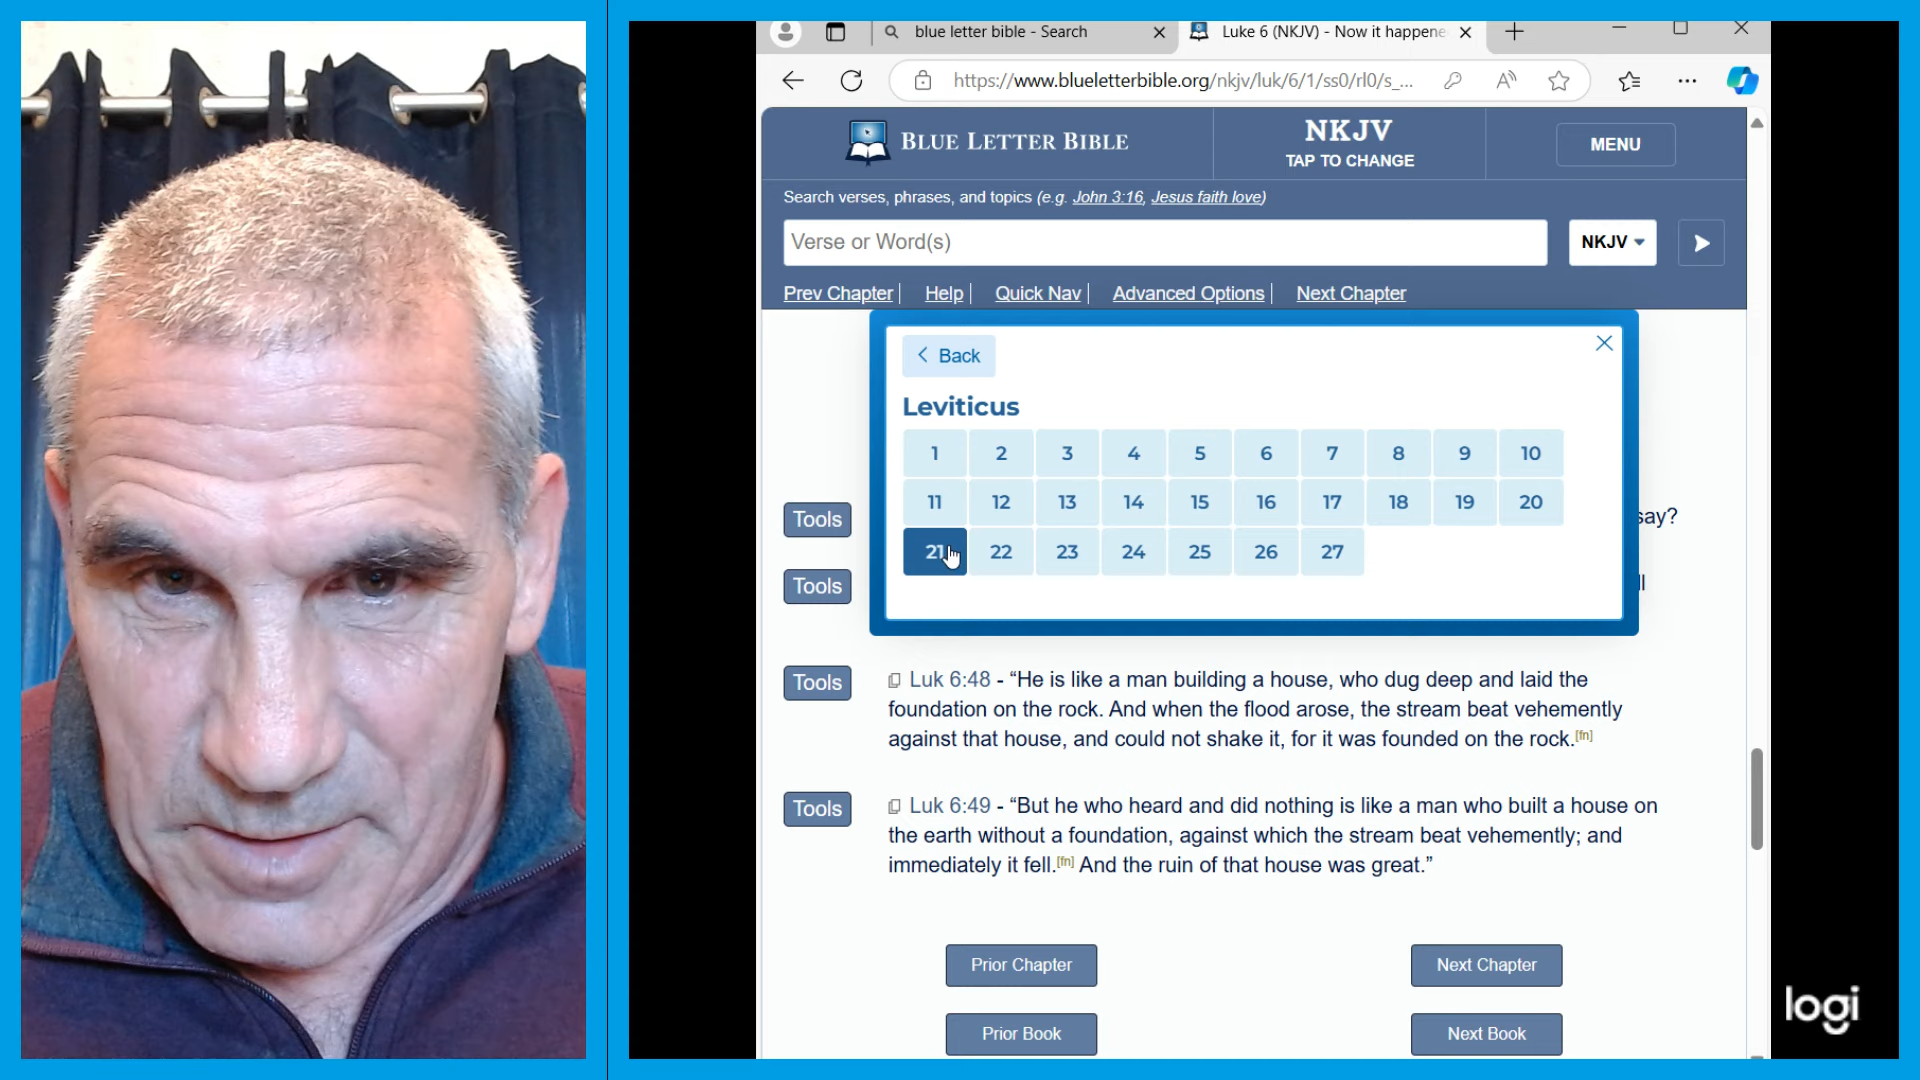 blue letter bible - Search
Luke 6 (NKJV) - Now it happene
https://www.blueletterbible.org/nkjv/luk/6/1/ss0/rl0/s_...
BLUE LETTER BIBLE
NKJV
TAP TO CHANGE
MENU
Search verses, phrases, and topics (e.g. John 3:16, Jesus faith love)
Verse or Word(s)
NKJV
Prev Chapter
Help
Quick Nav
Advanced Options
Next Chapter
Back
Leviticus
1 2 3 4 5 6 7 8 9 10
11 12 13 14 15 16 17 18 19 20
21 22 23 24 25 26 27
Tools
say?
Tools
Tools
Luk 6:48 - “He is like a man building a house, who dug deep and laid the
foundation on the rock. And when the flood arose, the stream beat vehemently
against that house, and could not shake it, for it was founded on the rock.[fn]
Tools
Luk 6:49 - “But he who heard and did nothing is like a man who built a house on
the earth without a foundation, against which the stream beat vehemently; and
immediately it fell.[fn] And the ruin of that house was great.”
Prior Chapter
Next Chapter
Prior Book
Next Book
logi